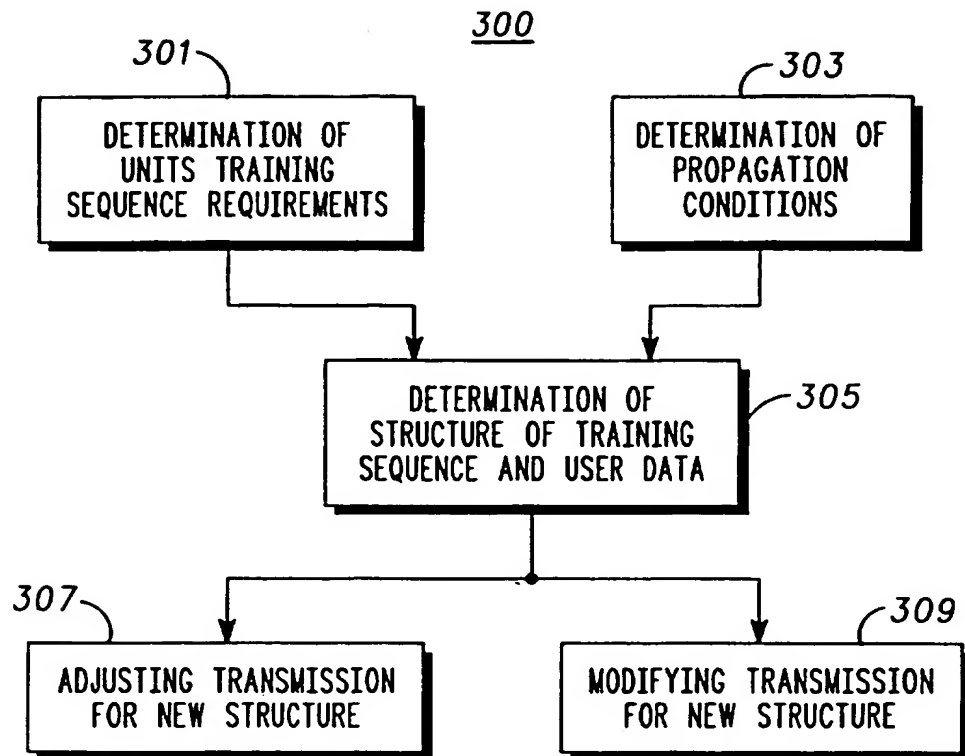 300
301
303
DETERMINATION OF
UNITS TRAINING
SEQUENCE REQUIREMENTS
DETERMINATION OF
PROPAGATION
CONDITIONS
DETERMINATION OF
STRUCTURE OF TRAINING
SEQUENCE AND USER DATA
305
307
309
ADJUSTING TRANSMISSION
FOR NEW STRUCTURE
MODIFYING TRANSMISSION
FOR NEW STRUCTURE